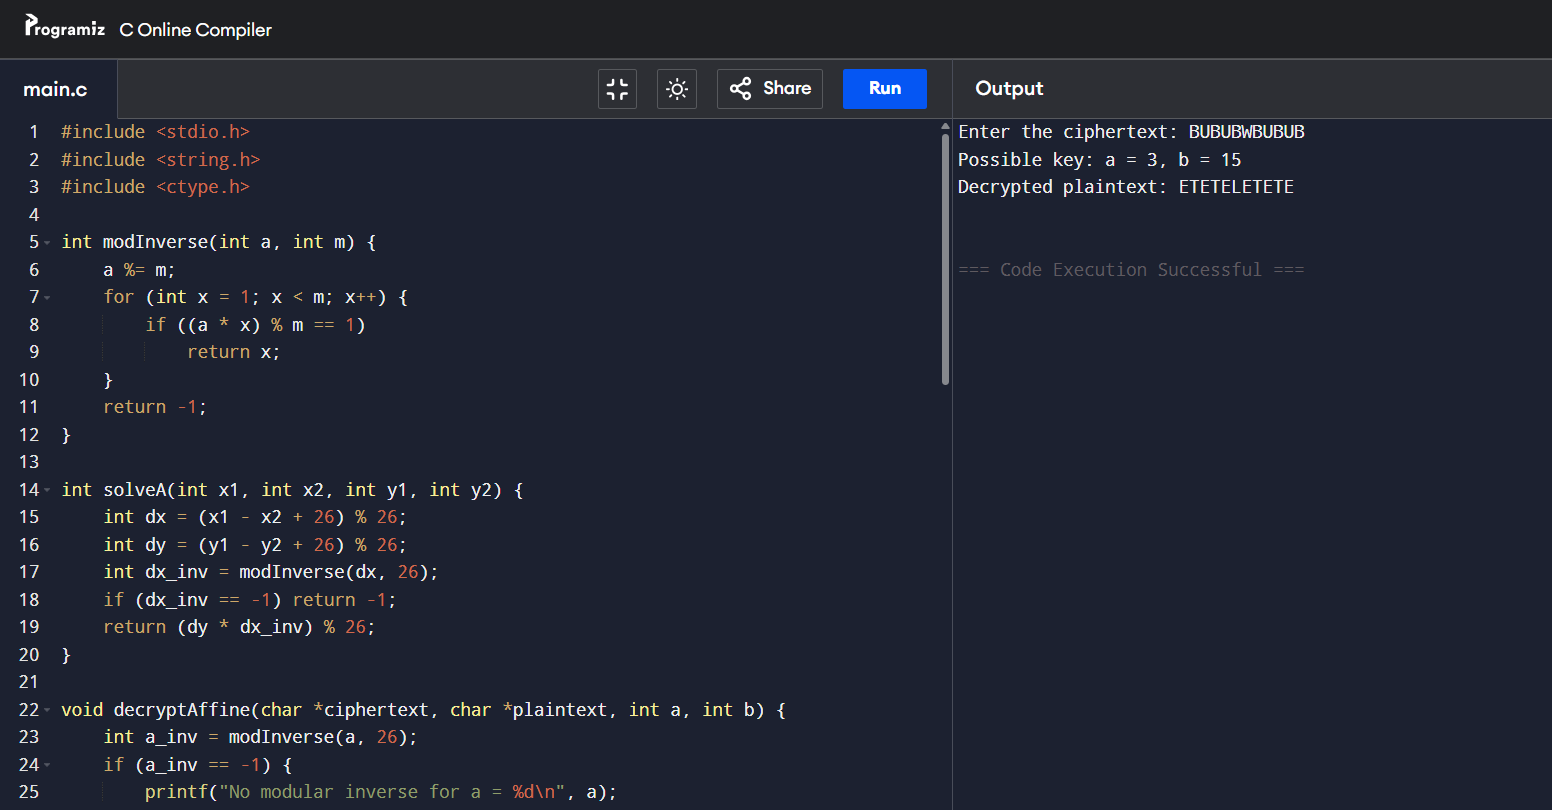 Programiz C Online Compiler
main.c
Share
Run
Output
1 #include <stdio.h>
2 #include <string.h>
3 #include <ctype.h>
4
5 int modInverse(int a, int m) {
6     a %= m;
7     for (int x = 1; x < m; x++) {
8         if ((a * x) % m == 1)
9             return x;
10     }
11     return -1;
12 }
13
14 int solveA(int x1, int x2, int y1, int y2) {
15     int dx = (x1 - x2 + 26) % 26;
16     int dy = (y1 - y2 + 26) % 26;
17     int dx_inv = modInverse(dx, 26);
18     if (dx_inv == -1) return -1;
19     return (dy * dx_inv) % 26;
20 }
21
22 void decryptAffine(char *ciphertext, char *plaintext, int a, int b) {
23     int a_inv = modInverse(a, 26);
24     if (a_inv == -1) {
25         printf("No modular inverse for a = %d\n", a);
Enter the ciphertext: BUBUBWBUBUB
Possible key: a = 3, b = 15
Decrypted plaintext: ETETELETETE
=== Code Execution Successful ===